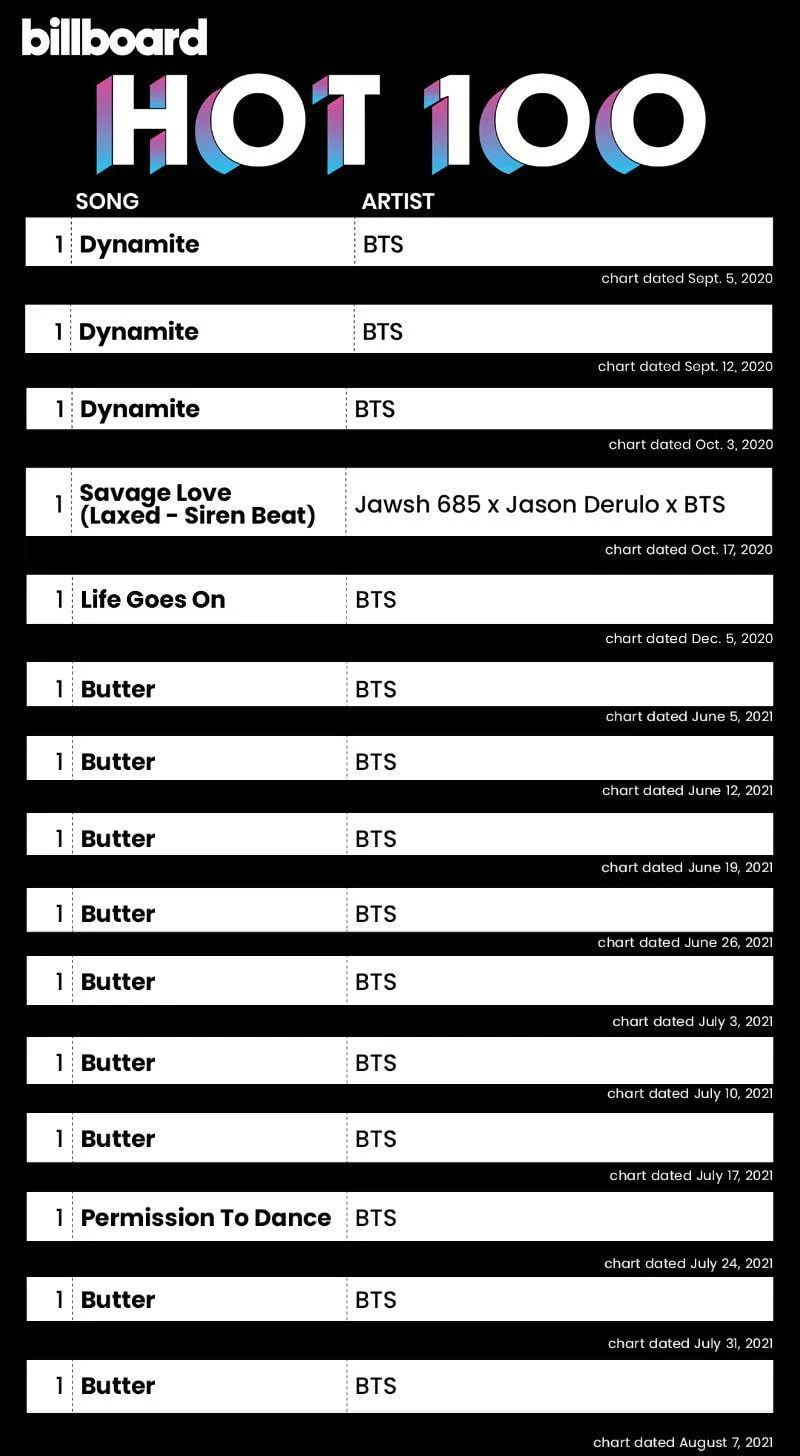 billboard
HOT 100
SONG ARTIST
1 Dynamite BTS
chart dated Sept. 5, 2020
1 Dynamite BTS
chart dated Sept. 12, 2020
1 Dynamite BTS
chart dated Oct. 3, 2020
1 Savage Love
(Laxed - Siren Beat) Jawsh 685 x Jason Derulo x BTS
chart dated Oct. 17, 2020
1 Life Goes On BTS
chart dated Dec. 5, 2020
1 Butter BTS
chart dated June 5, 2021
1 Butter BTS
chart dated June 12, 2021
1 Butter BTS
chart dated June 19, 2021
1 Butter BTS
chart dated June 26, 2021
1 Butter BTS
chart dated July 3, 2021
1 Butter BTS
chart dated July 10, 2021
1 Butter BTS
chart dated July 17, 2021
1 Permission To Dance BTS
chart dated July 24, 2021
1 Butter BTS
chart dated July 31, 2021
1 Butter BTS
chart dated August 7, 2021